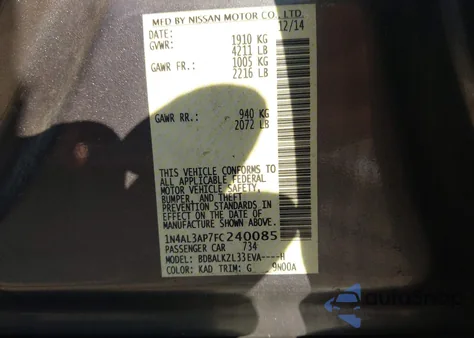 MFD BY NISSAN MOTOR CO., LTD.
DATE: 12/14
GVWR: 1910 KG
4211 LB
GAWR FR.: 1005 KG
2216 LB
GAWR RR.: 940 KG
2072 LB
THIS VEHICLE CONFORMS TO
ALL APPLICABLE FEDERAL
MOTOR VEHICLE SAFETY,
BUMPER, AND THEFT
PREVENTION STANDARDS IN
EFFECT ON THE DATE OF
MANUFACTURE SHOWN ABOVE.
1N4AL3AP7FC240085
PASSENGER CAR 734
MODEL: BDBALKZL33EVA----H
COLOR: KAD TRIM: G 9N00A